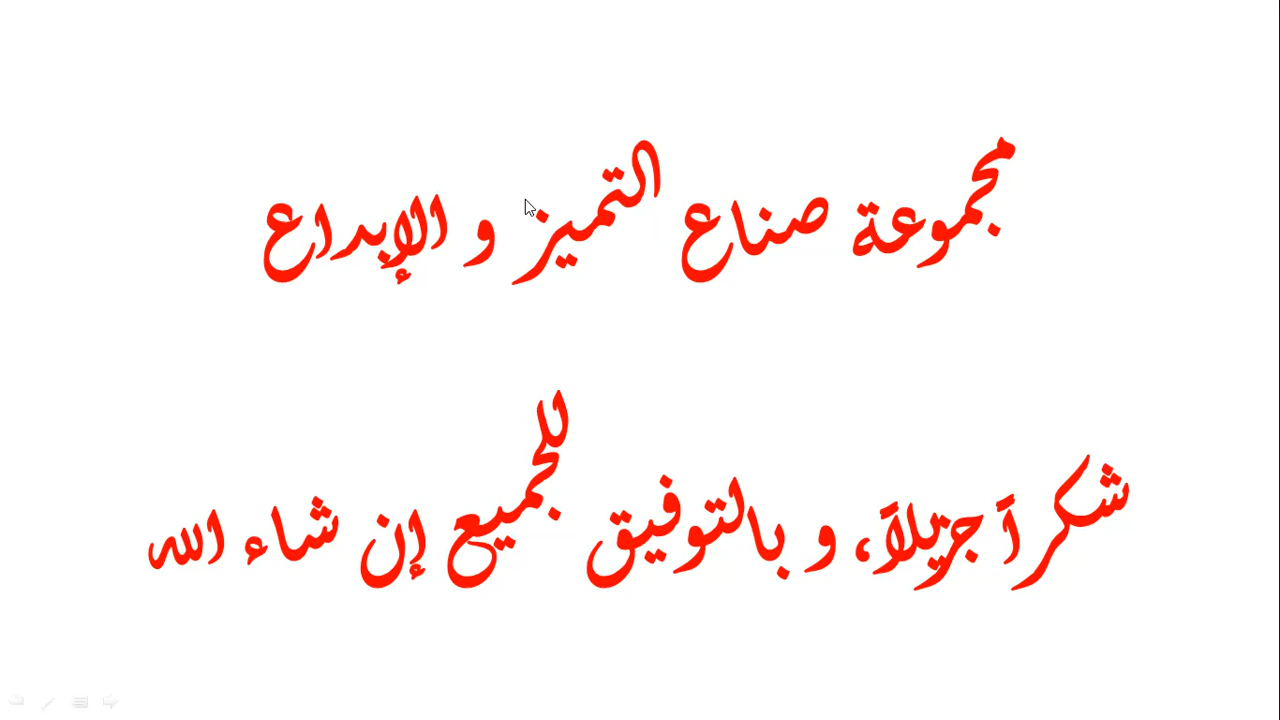 مجموعة صناع التميز و الإبداع
شكراً جزيلاً، و بالتوفيق للجميع إن شاء الله